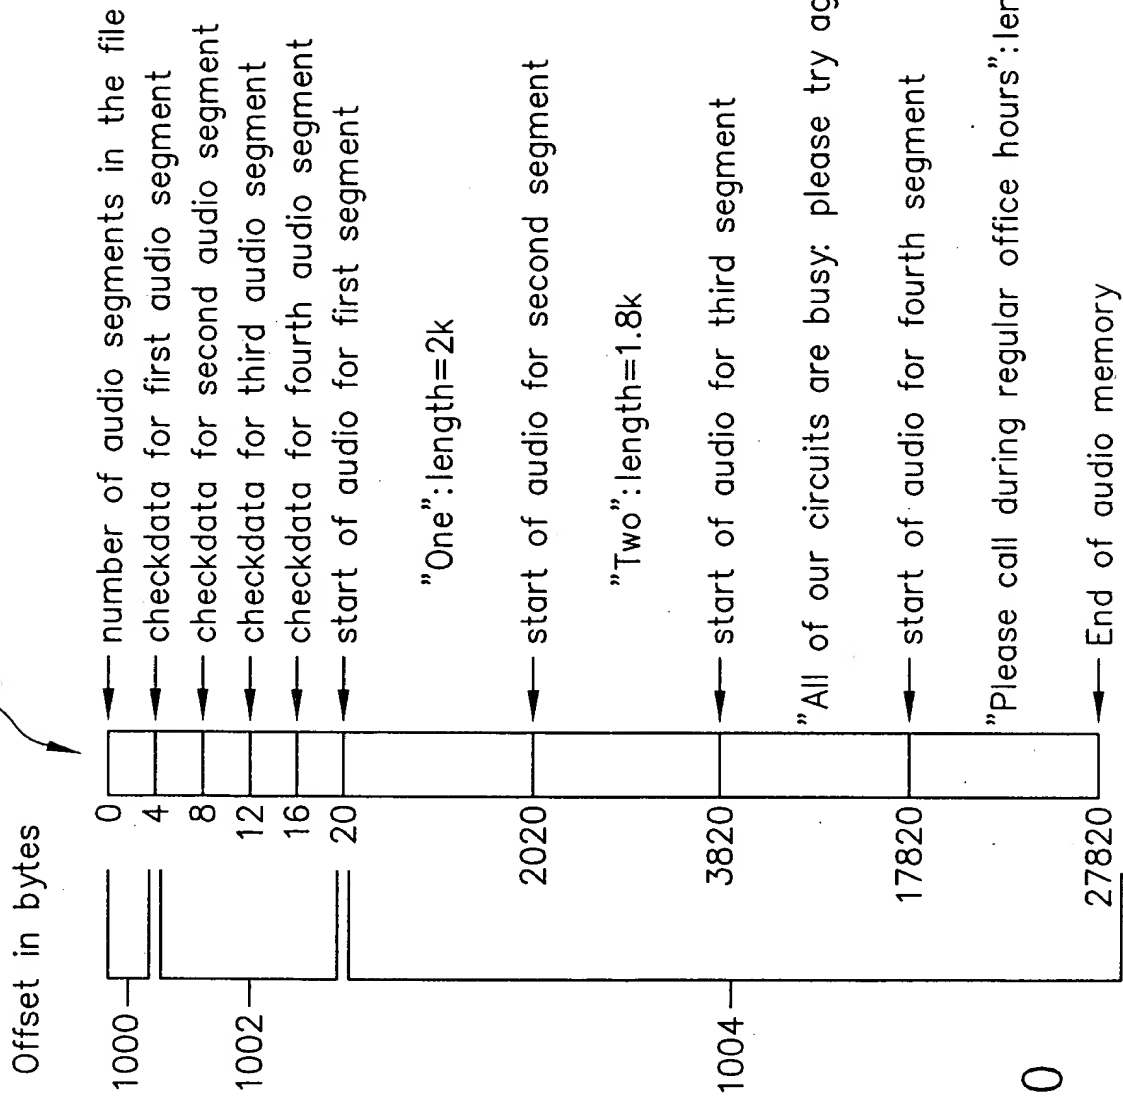 Offset in bytes
0 number of audio segments in the file
4 checkdata for first audio segment
8 checkdata for second audio segment
12 checkdata for third audio segment
16 checkdata for fourth audio segment
20 start of audio for first segment
"One":length=2k
2020 start of audio for second segment
"Two":length=1.8k
3820 start of audio for third segment
"All of our circuits are busy: please try
17820 start of audio for fourth segment
"Please call during regular office hours":
27820 End of audio memory
1000
1002
1004